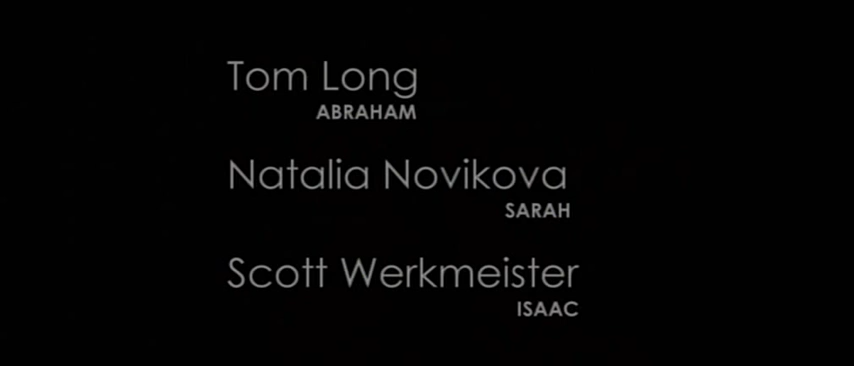 Tom Long
ABRAHAM
Natalia Novikova
SARAH
Scott Werkmeister
ISAAC